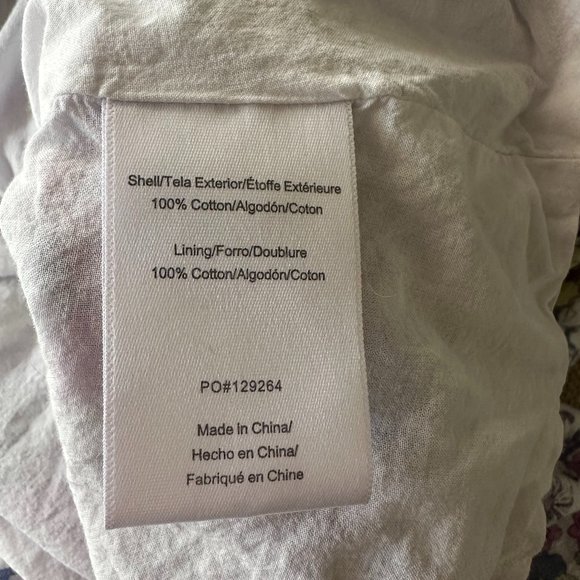 Shell/Tela Exterior/Étoffe Extérieure
100% Cotton/Algodón/Coton
Lining/Forro/Doublure
100% Cotton/Algodón/Coton
PO#129264
Made in China/
Hecho en China/
Fabriqué en Chine